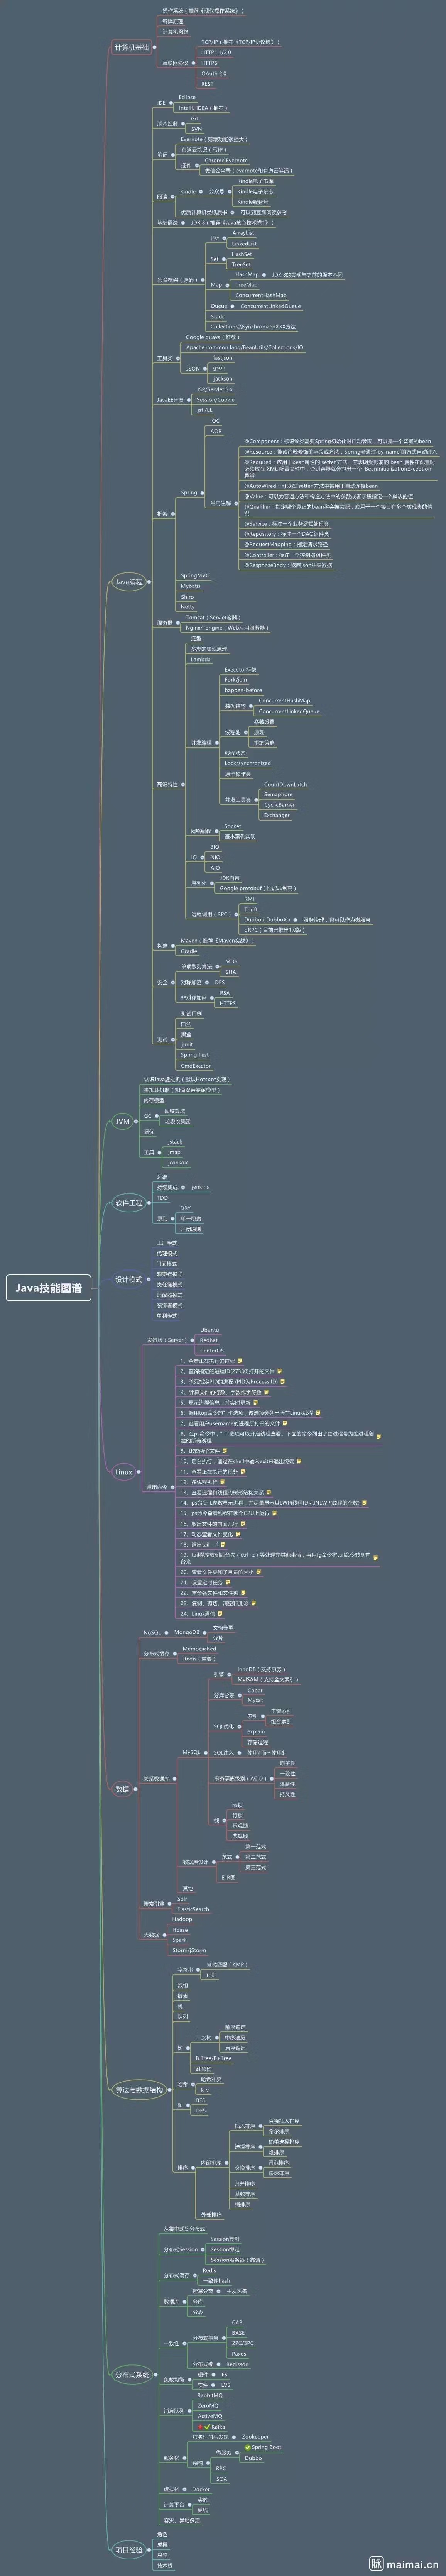 操作系统（推荐《现代操作系统》）
编译原理
计算机基础
计算机网络
TCP/IP（推荐《TCP/IP协议簇》）
HTTP1.1/2.0
互联网协议
HTTPS
OAuth 2.0
REST
Eclipse
IDE
IntelliJ IDEA（推荐）
Git
版本控制
SVN
Evernote（剪藏功能很强大）
笔记
有道云笔记（写作）
Chrome Evernote
插件
微信公众号（evernote和有道云笔记）
Kindle电子书库
阅读
Kindle
公众号
Kindle电子杂志
Kindle服务号
优质计算机类纸质书
可以到豆瓣阅读参考
基础语法
JDK 8（推荐《Java核心技术卷1》）
ArrayList
List
LinkedList
HashSet
Set
TreeSet
HashMap
JDK 8的实现与之前的版本不同
集合框架（源码）
Map
TreeMap
ConcurrentHashMap
Queue
ConcurrentLinkedQueue
Stack
Collections的synchronizedXXX方法
Google guava（推荐）
Apache common lang/BeanUtils/Collections/IO
工具类
fastjson
JSON
gson
jackson
JSP/Servlet 3.x
JavaEE开发
Session/Cookie
jstl/EL
IOC
AOP
@Component：标识该类需要Spring初始化时自动装配，可以是一个普通的bean
@Resource：被该注释修饰的字段或方法，Spring会通过`by-name`的方式自动注入
@Required：应用于bean属性的`setter`方法，它表明受影响的 bean 属性在配置时必须放在 XML 配置文件中，否则容器就会抛出一个 `BeanInitializationException` 异常
Spring
@AutoWired：可以在`setter`方法中被用于自动连接bean
框架
常用注解
@Value：可以为普通方法和构造方法中的参数或者字段指定一个默认的值
@Qualifier：指定哪个真正的bean将会被装配，应用于一个接口有多个实现类的情况
@Service：标注一个业务逻辑处理类
@Repository：标注一个DAO组件类
@RequestMapping：指定请求路径
@Controller：标注一个控制器组件类
@ResponseBody：返回json结果数据
SpringMVC
Java编程
Mybatis
Shiro
Netty
Tomcat（Servlet容器）
服务器
Nginx/Tengine（Web应用服务器）
泛型
多态的实现原理
Lambda
Executor框架
Fork/join
happen-before
ConcurrentHashMap
数据结构
ConcurrentLinkedQueue
参数设置
线程池
原理
并发编程
拒绝策略
线程状态
Lock/synchronized
原子操作类
高级特性
CountDownLatch
Semaphore
并发工具类
CyclicBarrier
Exchanger
Socket
网络编程
基本案例实现
BIO
IO
NIO
AIO
JDK自带
序列化
Google protobuf（性能非常高）
RMI
Thrift
远程调用（RPC）
Dubbo（DubboX）
服务治理，也可以作为微服务
gRPC（目前已推出1.0版）
Maven（推荐《Maven实战》）
构建
Gradle
MD5
单项散列算法
SHA
安全
对称加密
DES
RSA
非对称加密
HTTPS
测试用例
白盒
黑盒
测试
junit
Spring Test
CmdExcetor
认识Java虚拟机（默认Hotspot实现）
类加载机制（知道双亲委派模型）
内存模型
回收算法
JVM
GC
垃圾收集器
调优
jstack
工具
jmap
jconsole
运维
持续集成
jenkins
软件工程
TDD
DRY
原则
单一职责
开闭原则
工厂模式
代理模式
门面模式
Java技能图谱
设计模式
观察者模式
责任链模式
适配器模式
装饰者模式
单利模式
Ubuntu
发行版（Server）
Redhat
CenterOS
1、查看正在执行的进程
2、查询指定的进程ID(27380)打开的文件
3、杀死指定PID的进程 (PID为Process ID)
4、计算文件的行数、字数或字符数
5、显示进程信息，并实时更新
6、调用top命令的"-H"选项，该选项会列出所有Linux线程
7、查看用户username的进程所打开的文件
8、在ps命令中，"-T"选项可以开启线程查看。下面的命令列出了由进程号为的进程创建的所有线程
9、比较两个文件
10、后台执行，通过在shell中输入exit来退出终端
Linux
11、查看正在执行的任务
12、多线程执行
常用命令
13、查看进程和线程的树形结构关系
14、ps命令-L参数显示进程，并尽量显示其LWP(线程ID)和NLWP(线程的个数)
15、ps命令查看线程在哪个CPU上运行
16、取出文件的前面几行
17、动态查看文件变化
18、退出tail -f
19、tail程序放到后台去（ctrl+z）等处理完其他事情，再用fg命令将tail命令转到前台来
20、查看文件夹和子目录的大小
21、设置定时任务
22、重命名文件和文件夹
23、复制、剪切、清空和删除
24、Linux通信
文档模型
NoSQL
MongoDB
分片
Memocached
分布式缓存
Redis（重要）
InnoDB（支持事务）
引擎
MyISAM（支持全文索引）
Cobar
分库分表
Mycat
主键索引
索引
组合索引
SQL优化
explain
存储过程
MySQL
SQL注入
使用#而不使用$
原子性
一致性
关系数据库
事务隔离级别（ACID）
隔离性
数据
持久性
表锁
行锁
锁
乐观锁
悲观锁
第一范式
范式
第二范式
数据库设计
第三范式
E-R图
其他
Solr
搜索引擎
ElasticSearch
Hadoop
Hbase
大数据
Spark
Storm/jStorm
最优匹配（KMP）
字符串
正则
数组
链表
栈
队列
前序遍历
二叉树
中序遍历
树
后序遍历
B Tree/B+Tree
红黑树
算法与数据结构
哈希冲突
哈希
k-v
BFS
图
DFS
直接插入排序
插入排序
希尔排序
简单选择排序
选择排序
堆排序
冒泡排序
内部排序
交换排序
排序
快速排序
归并排序
基数排序
桶排序
外部排序
从集中式到分布式
Session复制
分布式Session
Session绑定
Session服务器（靠谱）
Redis
分布式缓存
一致性hash
读写分离
主从热备
数据库
分库
分表
CAP
BASE
分布式事务
2PC/3PC
一致性
Paxos
分布式锁
Redisson
分布式系统
硬件
F5
负载均衡
软件
LVS
RabbitMQ
ZeroMQ
消息队列
ActiveMQ
Kafka
服务注册与发现
Zookeeper
服务化
Spring Boot
微服务
Dubbo
架构
RPC
SOA
虚拟化
Docker
实时
计算平台
离线
容灾、异地多活
角色
成果
项目经验
思路
技术栈
脉 maimai.cn